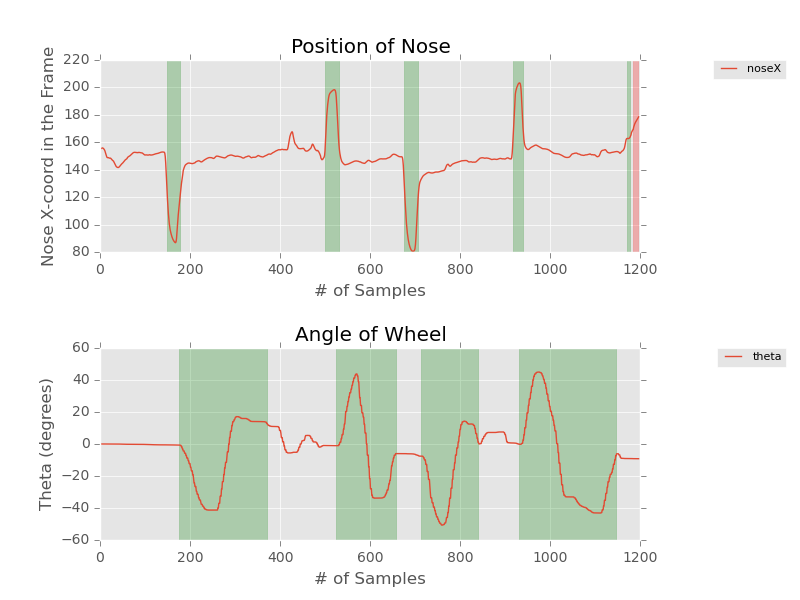 Position of Nose
Nose X-coord in the Frame
220
200
180
160
140
120
100
80
0 200 400 600 800 1000 1200
# of Samples
noseX
Angle of Wheel
Theta (degrees)
60
40
20
0
−20
−40
−60
0 200 400 600 800 1000 1200
# of Samples
theta